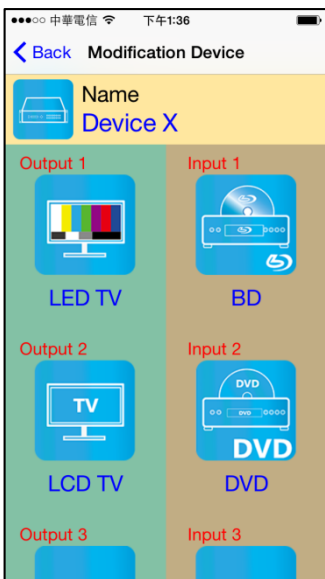 中華電信 下午1:36
Back Modification Device
Name
Device X
Output 1 Input 1
LED TV BD
Output 2 Input 2
TV DVD
DVD
DVD
LCD TV DVD
Output 3 Input 3